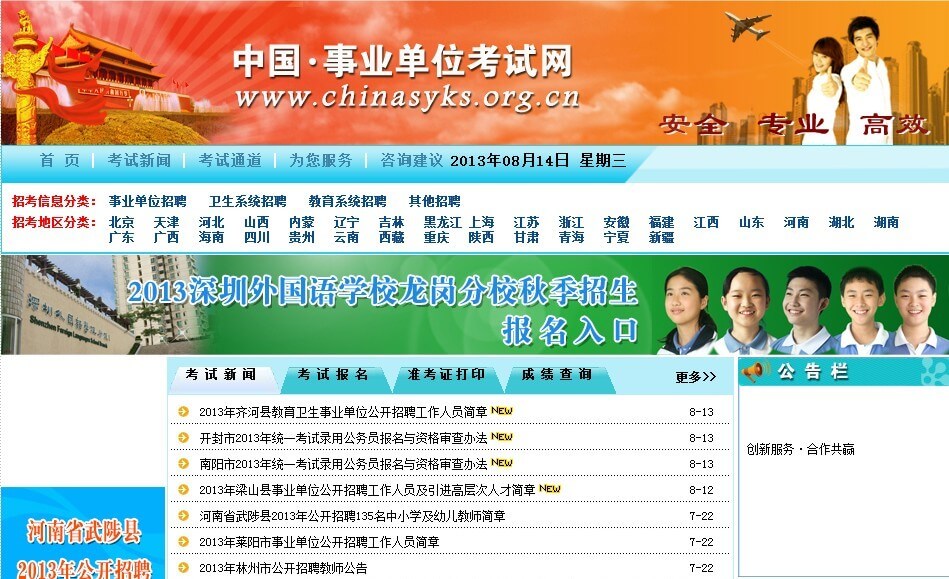 中国·事业单位考试网
www.chinasyks.org.cn
安全 专业 高效
首 页 考试新闻 考试通道 为您服务 咨询建议 2013年08月14日 星期三
招考信息分类： 事业单位招聘 卫生系统招聘 教育系统招聘 其他招聘
招考地区分类： 北京 天津 河北 山西 内蒙 辽宁 吉林 黑龙江 上海 江苏 浙江 安徽 福建 江西 山东 河南 湖北 湖南
广东 广西 海南 四川 贵州 云南 西藏 重庆 陕西 甘肃 青海 宁夏 新疆
2013深圳外国语学校龙岗分校秋季招生
报名入口
Shenzhen Foreign Languages School
考试新闻 考试报名 准考证打印 成绩查询 更多>>
公告栏
2013年齐河县教育卫生事业单位公开招聘工作人员简章 NEW 8-13
开封市2013年统一考试录用公务员报名与资格审查办法 NEW 8-13
南阳市2013年统一考试录用公务员报名与资格审查办法 NEW 8-13
2013年梁山县事业单位公开招聘工作人员及引进高层次人才简章 NEW 8-12
河南省武陟县2013年公开招聘135名中小学及幼儿教师简章 7-22
2013年莱阳市事业单位公开招聘工作人员简章 7-22
2013年林州市公开招聘教师公告 7-22
创新服务·合作共赢
河南省武陟县
2013年公开招聘